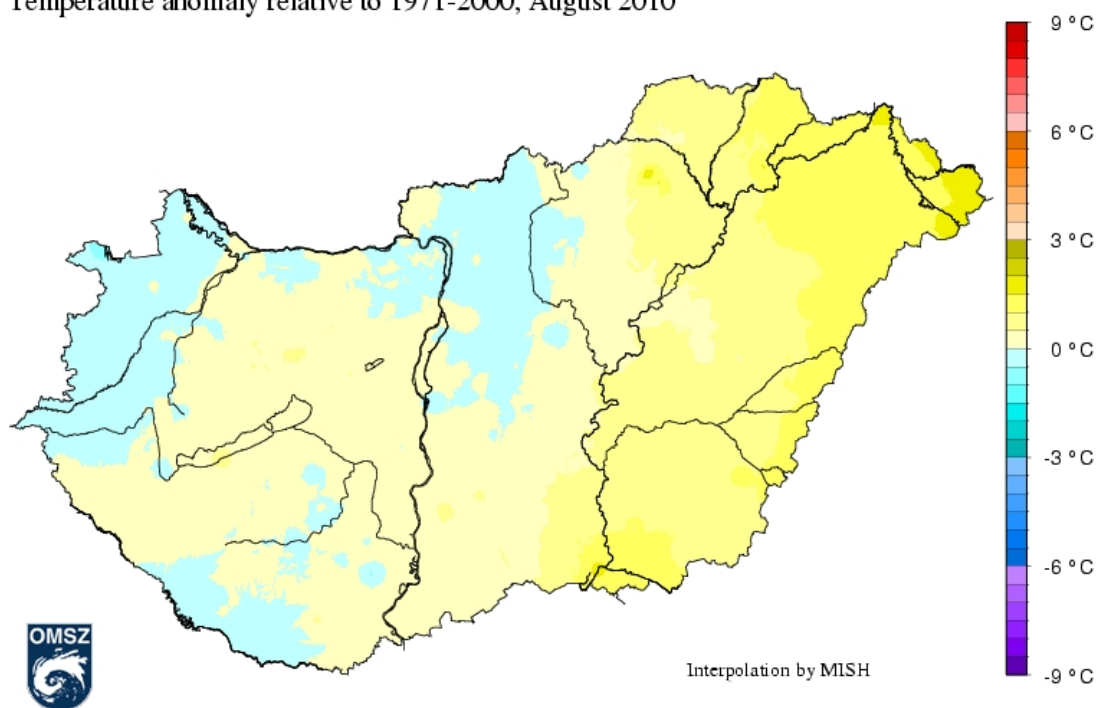 Temperature anomaly relative to 1971-2000, August 2010
9 °C
6 °C
3 °C
0 °C
-3 °C
-6 °C
-9 °C
OMSZ
Interpolation by MISH